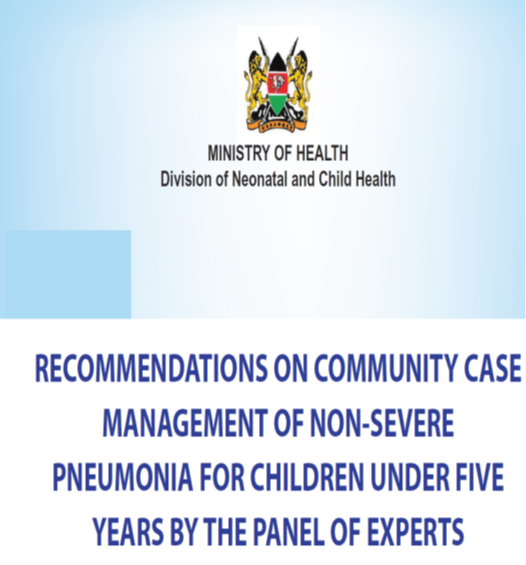 MINISTRY OF HEALTH
Division of Neonatal and Child Health
RECOMMENDATIONS ON COMMUNITY CASE
MANAGEMENT OF NON-SEVERE
PNEUMONIA FOR CHILDREN UNDER FIVE
YEARS BY THE PANEL OF EXPERTS